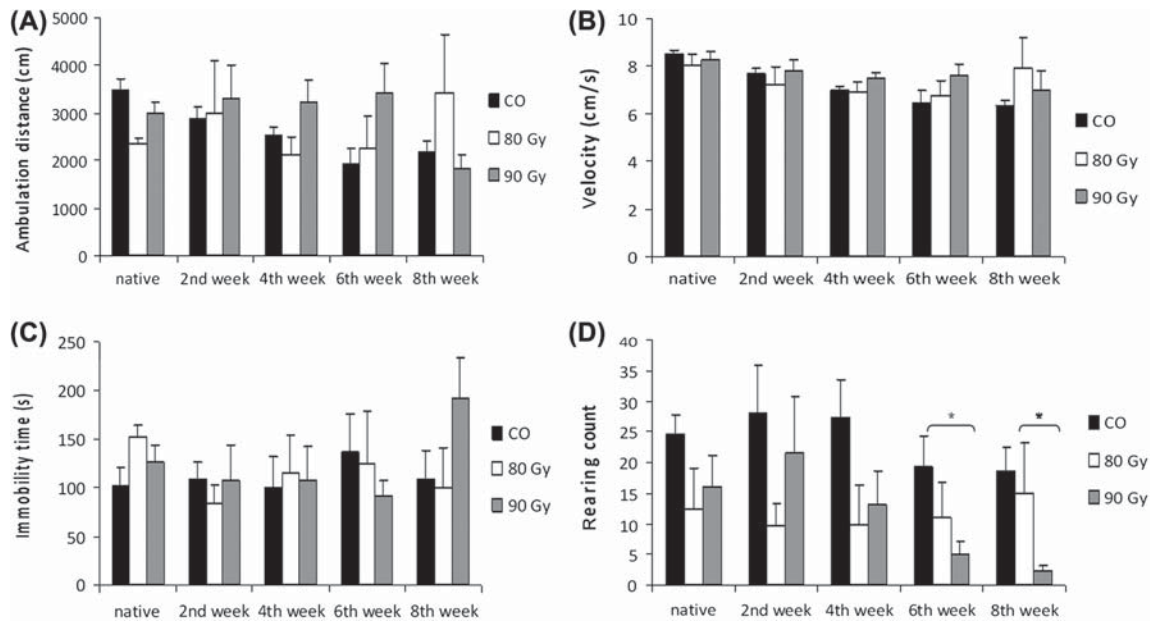 (A)
Ambulation distance (cm)
5000
4000
3000
2000
1000
0
native 2nd week 4th week 6th week 8th week
CO
80 Gy
90 Gy
(B)
Velocity (cm/s)
10
8
6
4
2
0
native 2nd week 4th week 6th week 8th week
CO
80 Gy
90 Gy
(C)
Immobility time (s)
250
200
150
100
50
0
native 2nd week 4th week 6th week 8th week
CO
80 Gy
90 Gy
(D)
Rearing count
40
35
30
25
20
15
10
5
0
* *
native 2nd week 4th week 6th week 8th week
CO
80 Gy
90 Gy